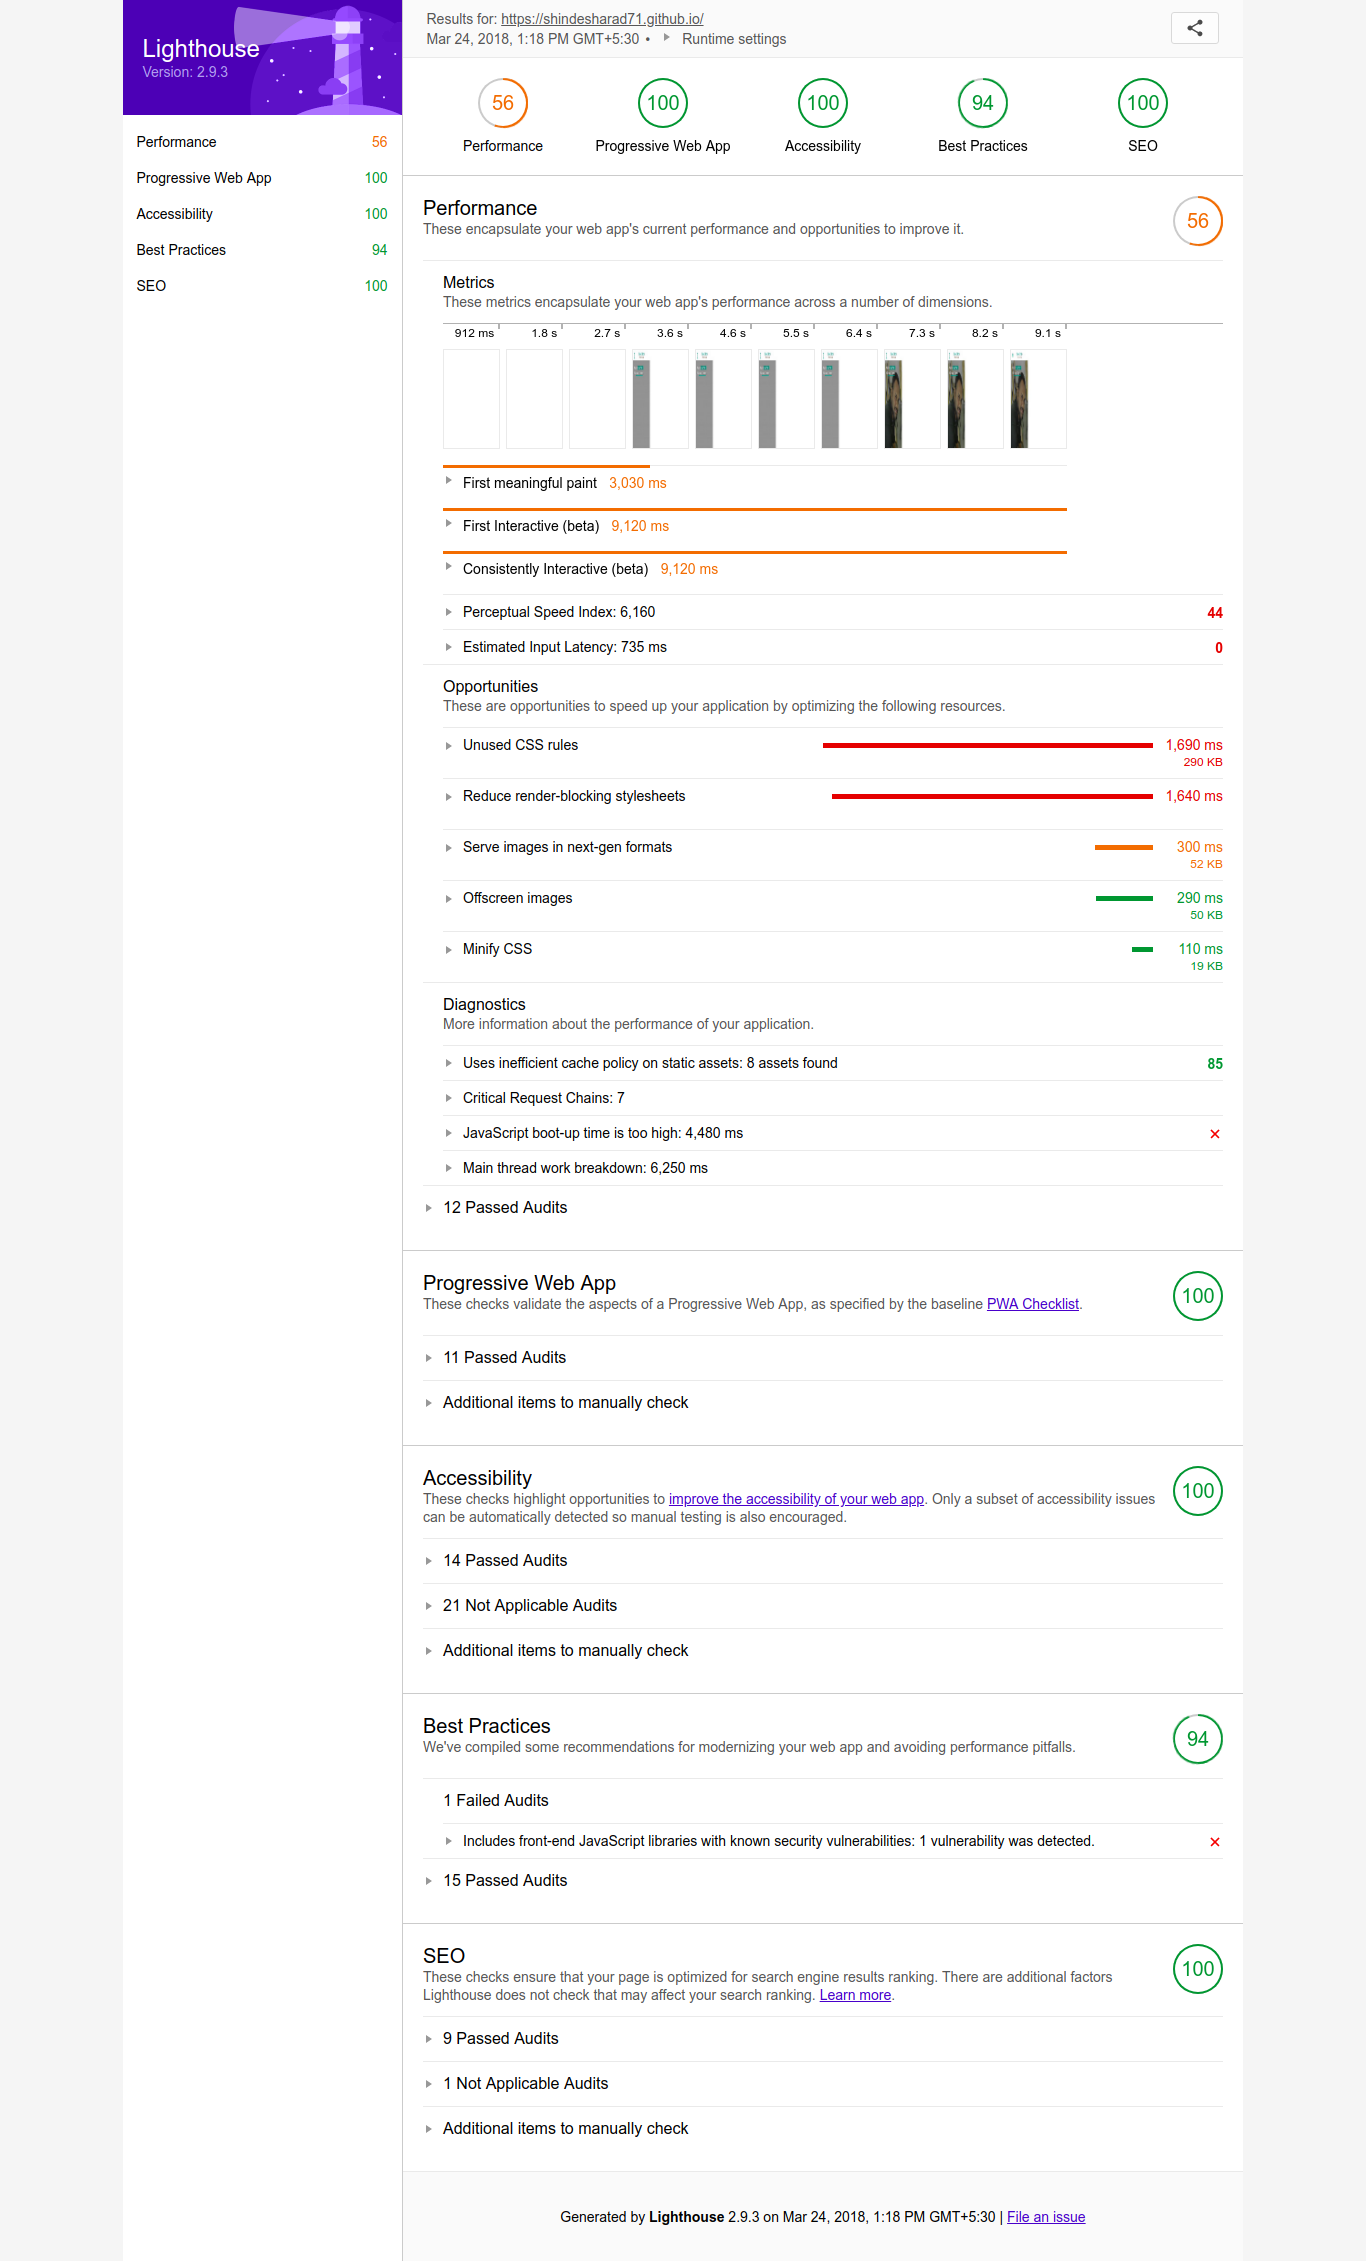 Lighthouse
Version: 2.9.3
Performance 56
Progressive Web App 100
Accessibility 100
Best Practices 94
SEO 100
Results for: https://shindesharad71.github.io/
Mar 24, 2018, 1:18 PM GMT+5:30 • Runtime settings
56 100 100 94 100
Performance Progressive Web App Accessibility Best Practices SEO
Performance
These encapsulate your web app's current performance and opportunities to improve it.
56
Metrics
These metrics encapsulate your web app's performance across a number of dimensions.
912 ms 1.8 s 2.7 s 3.6 s 4.6 s 5.5 s 6.4 s 7.3 s 8.2 s 9.1 s
First meaningful paint 3,030 ms
First Interactive (beta) 9,120 ms
Consistently Interactive (beta) 9,120 ms
Perceptual Speed Index: 6,160 44
Estimated Input Latency: 735 ms 0
Opportunities
These are opportunities to speed up your application by optimizing the following resources.
Unused CSS rules 1,690 ms
290 KB
Reduce render-blocking stylesheets 1,640 ms
Serve images in next-gen formats 300 ms
52 KB
Offscreen images 290 ms
50 KB
Minify CSS 110 ms
19 KB
Diagnostics
More information about the performance of your application.
Uses inefficient cache policy on static assets: 8 assets found 85
Critical Request Chains: 7
JavaScript boot-up time is too high: 4,480 ms
Main thread work breakdown: 6,250 ms
12 Passed Audits
Progressive Web App
These checks validate the aspects of a Progressive Web App, as specified by the baseline PWA Checklist.
100
11 Passed Audits
Additional items to manually check
Accessibility
These checks highlight opportunities to improve the accessibility of your web app. Only a subset of accessibility issues
can be automatically detected so manual testing is also encouraged.
100
14 Passed Audits
21 Not Applicable Audits
Additional items to manually check
Best Practices
We've compiled some recommendations for modernizing your web app and avoiding performance pitfalls.
94
1 Failed Audits
Includes front-end JavaScript libraries with known security vulnerabilities: 1 vulnerability was detected.
15 Passed Audits
SEO
These checks ensure that your page is optimized for search engine results ranking. There are additional factors
Lighthouse does not check that may affect your search ranking. Learn more.
100
9 Passed Audits
1 Not Applicable Audits
Additional items to manually check
Generated by Lighthouse 2.9.3 on Mar 24, 2018, 1:18 PM GMT+5:30 | File an issue